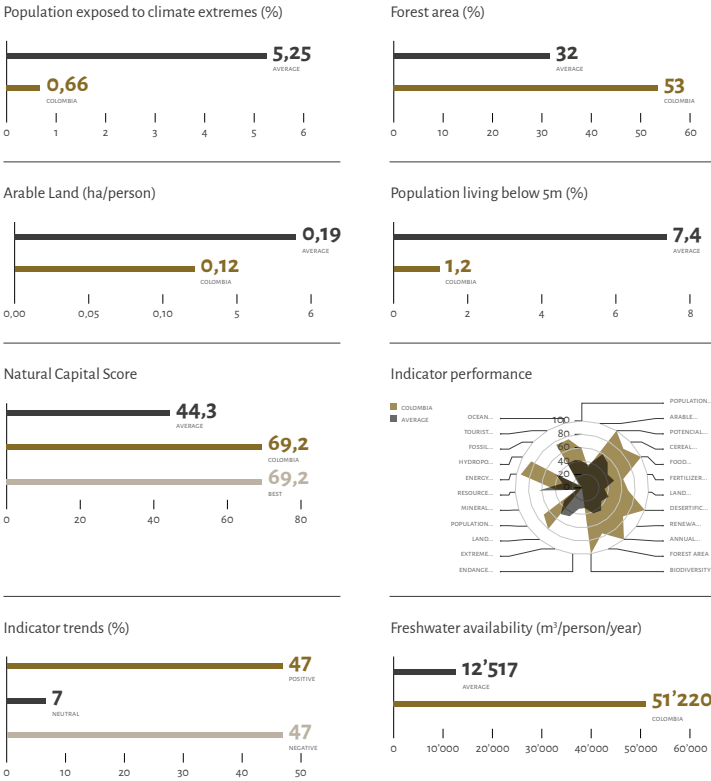 Population exposed to climate extremes (%)
5,25
AVERAGE
0,66
COLOMBIA
0 1 2 3 4 5 6
Forest area (%)
32
AVERAGE
53
COLOMBIA
0 10 20 30 40 50 60
Arable Land (ha/person)
0,19
AVERAGE
0,12
COLOMBIA
0,00 0,05 0,10 5 6
Population living below 5m (%)
7,4
AVERAGE
1,2
COLOMBIA
0 2 4 6 8
Natural Capital Score
44,3
AVERAGE
69,2
COLOMBIA
69,2
BEST
0 20 40 60 80
Indicator performance
COLOMBIA
AVERAGE
OCEAN...
TOURIST...
FOSSIL...
HYDROPO...
ENERGY...
RESOURCE...
MINERAL...
POPULATION...
LAND...
EXTREME...
ENDANGE...
100
80
60
40
20
POPULATION...
ARABLE...
POTENCIAL...
CEREAL...
FOOD...
FERTILIZER...
LAND...
DESERTIFIC...
RENEWA...
ANNUAL...
FOREST AREA
BIODIVERSITY
Indicator trends (%)
47
POSITIVE
7
NEUTRAL
47
NEGATIVE
0 10 20 30 40 50
Freshwater availability (m³/person/year)
12'517
AVERAGE
51'220
COLOMBIA
0 10'000 20'000 30'000 40'000 50'000 60'000